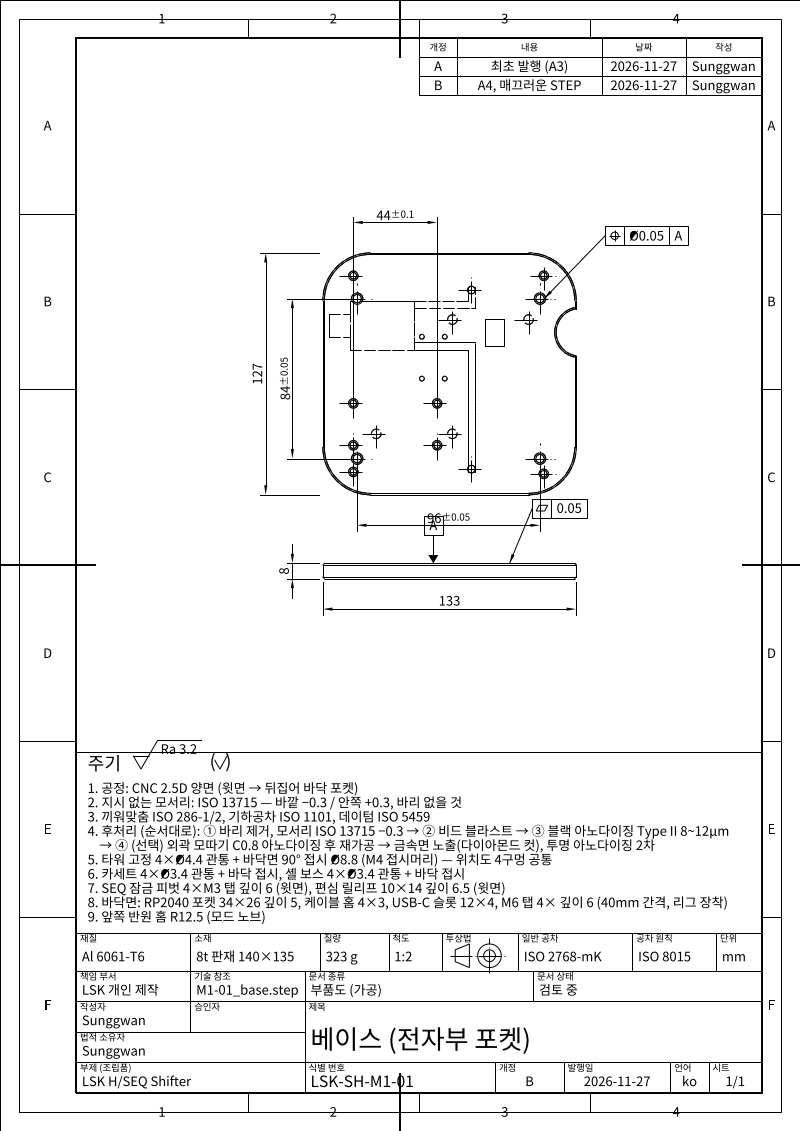 1 2 3 4
개정 내용 날짜 작성
A 최초 발행 (A3) 2026-11-27 Sunggwan
B A4, 매끄러운 STEP 2026-11-27 Sunggwan
A A
44±0.1
⌖ ⌀0.05 A
B B
127
84±0.05
C C
96±0.05
A
⏥ 0.05
8
133
D D
주기 Ra 3.2 (√)
1. 공정: CNC 2.5D 양면 (윗면 → 뒤집어 바닥 포켓)
2. 지시 없는 모서리: ISO 13715 — 바깥 −0.3 / 안쪽 +0.3, 바리 없을 것
3. 끼워맞춤 ISO 286-1/2, 기하공차 ISO 1101, 데이텀 ISO 5459
4. 후처리 (순서대로): ① 바리 제거, 모서리 ISO 13715 −0.3 → ② 비드 블라스트 → ③ 블랙 아노다이징 Type II 8~12µm
→ ④ (선택) 외곽 모따기 C0.8 아노다이징 후 재가공 → 금속면 노출(다이아몬드 컷), 투명 아노다이징 2차
5. 타워 고정 4×⌀4.4 관통 + 바닥면 90° 접시 ⌀8.8 (M4 접시머리) — 위치도 4구멍 공통
6. 카세트 4×⌀3.4 관통 + 바닥 접시, 셸 보스 4×⌀3.4 관통 + 바닥 접시
7. SEQ 잠금 피벗 4×M3 탭 깊이 6 (윗면), 편심 릴리프 10×14 깊이 6.5 (윗면)
8. 바닥면: RP2040 포켓 34×26 깊이 5, 케이블 홈 4×3, USB-C 슬롯 12×4, M6 탭 4× 깊이 6 (40mm 간격, 리그 장착)
9. 앞쪽 반원 홈 R12.5 (모드 노브)
E E
재질 소재 질량 척도 투상법 일반 공차 공차 원칙 단위
Al 6061-T6 8t 판재 140×135 323 g 1:2 ISO 2768-mK ISO 8015 mm
책임 부서 기술 참조 문서 종류 문서 상태
LSK 개인 제작 M1-01_base.step 부품도 (가공) 검토 중
F F
작성자 승인자 제목
Sunggwan
베이스 (전자부 포켓)
법적 소유자
Sunggwan
부제 (조립품) 식별 번호 개정 발행일 언어 시트
LSK H/SEQ Shifter LSK-SH-M1-01 B 2026-11-27 ko 1/1
1 2 3 4